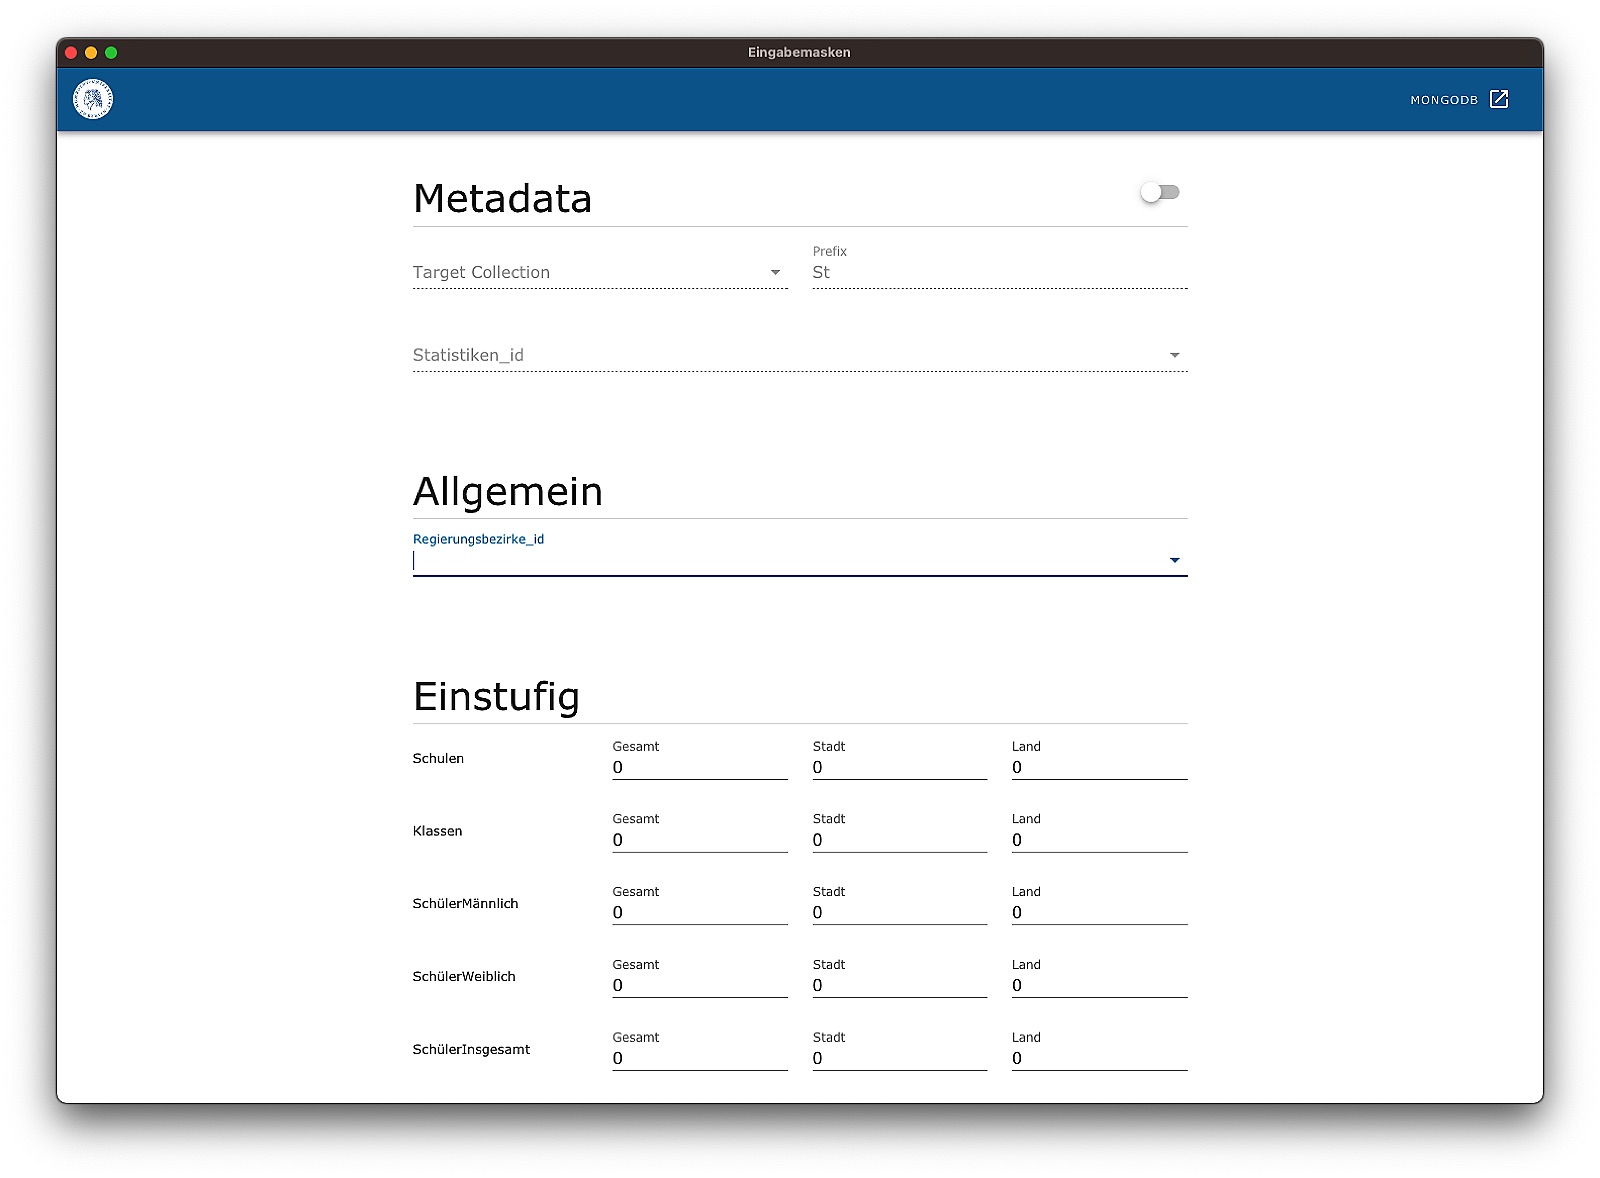 Eingabemasken
MONGODB
Metadata
Target Collection
Prefix
St
Statistiken_id
Allgemein
Regierungsbezirke_id
Einstufig
Schulen
Gesamt Stadt Land
0 0 0
Klassen
Gesamt Stadt Land
0 0 0
SchülerMännlich
Gesamt Stadt Land
0 0 0
SchülerWeiblich
Gesamt Stadt Land
0 0 0
SchülerInsgesamt
Gesamt Stadt Land
0 0 0